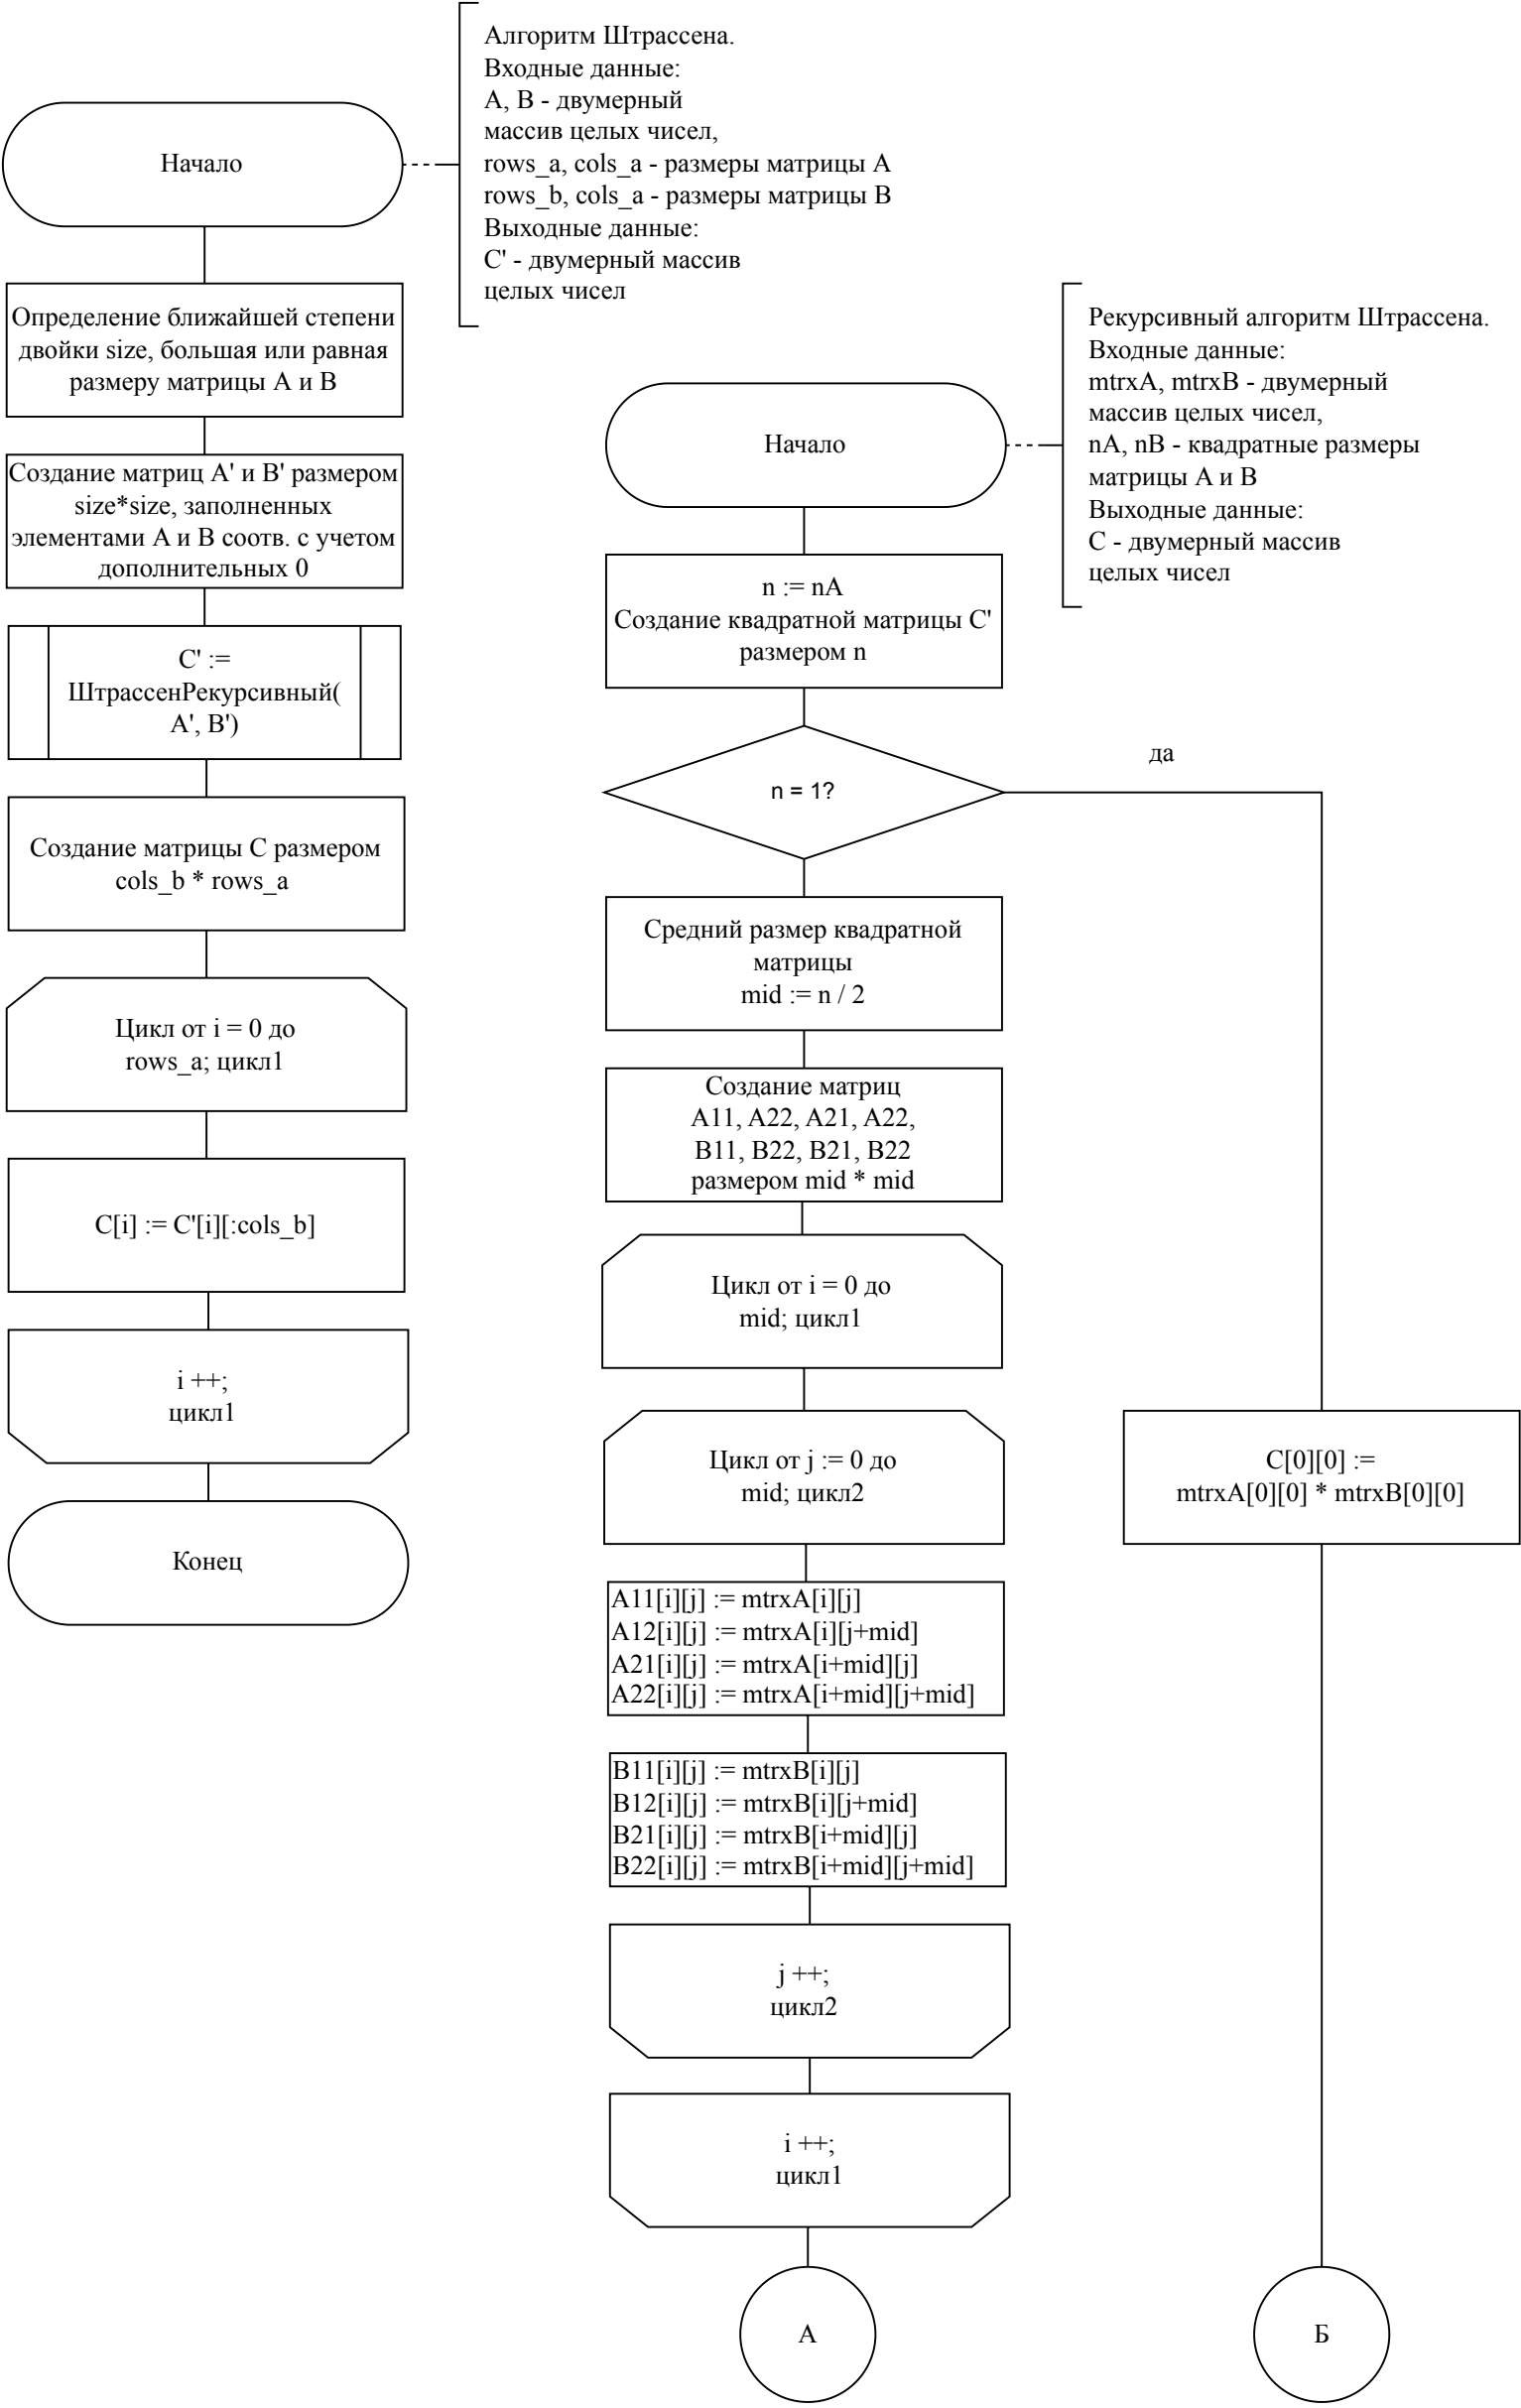 Начало
Алгоритм Штрассена.
Входные данные:
А, В - двумерный
массив целых чисел,
rows_a, cols_a - размеры матрицы А
rows_b, cols_a - размеры матрицы В
Выходные данные:
C' - двумерный массив
целых чисел
Определение ближайшей степени
двойки size, большая или равная
размеру матрицы А и В
Создание матриц A' и B' размером
size*size, заполненных
элементами А и В соотв. с учетом
дополнительных 0
C' :=
ШтрассенРекурсивный(
A', B')
Создание матрицы С размером
cols_b * rows_a
Цикл от i = 0 до
rows_a; цикл1
C[i] := C'[i][:cols_b]
i ++;
цикл1
Конец
Начало
Рекурсивный алгоритм Штрассена.
Входные данные:
mtrxA, mtrxB - двумерный
массив целых чисел,
nA, nB - квадратные размеры
матрицы А и В
Выходные данные:
С - двумерный массив
целых чисел
n := nA
Создание квадратной матрицы C'
размером n
n = 1?
да
Средний размер квадратной
матрицы
mid := n / 2
Создание матриц
A11, A22, A21, A22,
B11, B22, B21, B22
размером mid * mid
Цикл от i = 0 до
mid; цикл1
Цикл от j := 0 до
mid; цикл2
A11[i][j] := mtrxA[i][j]
A12[i][j] := mtrxA[i][j+mid]
A21[i][j] := mtrxA[i+mid][j]
A22[i][j] := mtrxA[i+mid][j+mid]
B11[i][j] := mtrxB[i][j]
B12[i][j] := mtrxB[i][j+mid]
B21[i][j] := mtrxB[i+mid][j]
B22[i][j] := mtrxB[i+mid][j+mid]
j ++;
цикл2
i ++;
цикл1
А
C[0][0] :=
mtrxA[0][0] * mtrxB[0][0]
Б